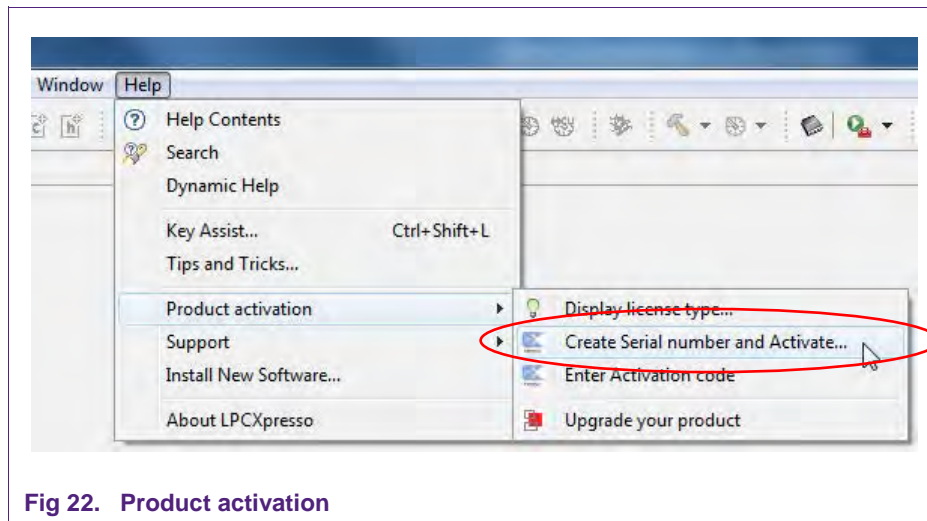 Window Help
Help Contents
Search
Dynamic Help
Key Assist... Ctrl+Shift+L
Tips and Tricks...
Product activation
Display license type...
Support
Create Serial number and Activate...
Install New Software...
Enter Activation code
About LPCXpresso
Upgrade your product
Fig 22. Product activation